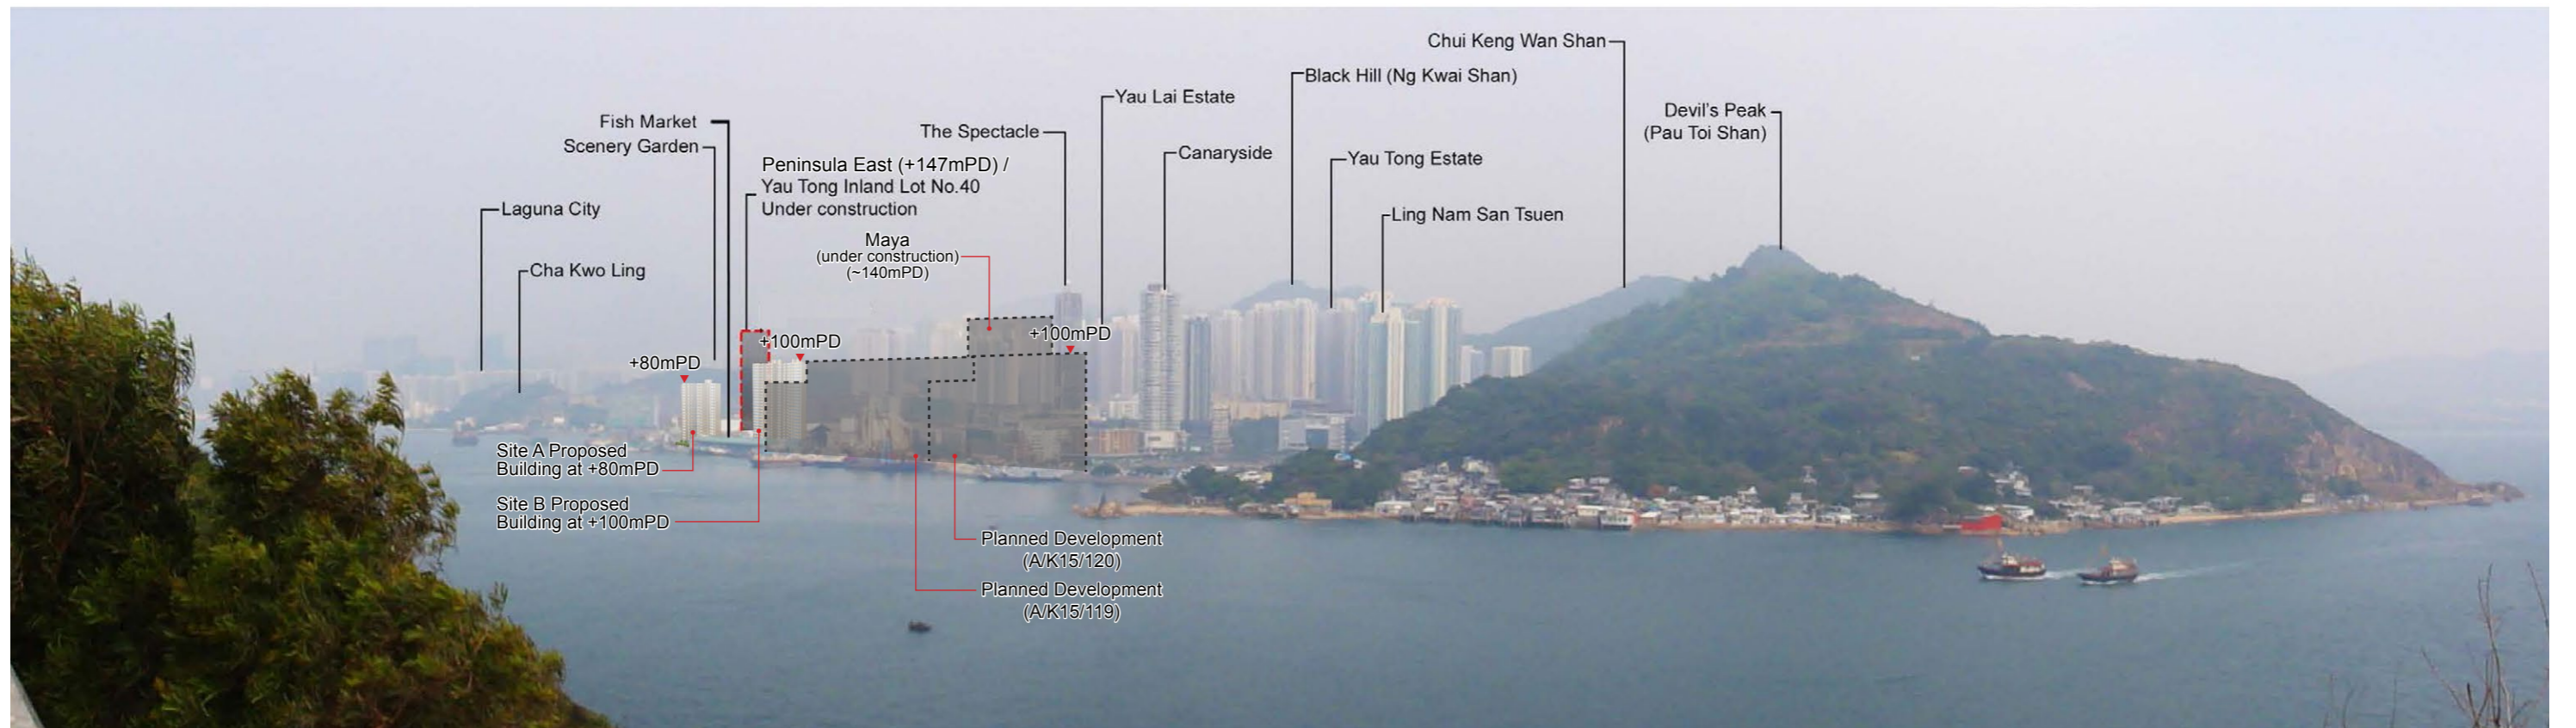 Chui Keng Wan Shan
Black Hill (Ng Kwai Shan)
Yau Lai Estate
Devil's Peak
(Pau Toi Shan)
Fish Market
Scenery Garden
The Spectacle
Canaryside
Yau Tong Estate
Peninsula East (+147mPD) /
Yau Tong Inland Lot No.40
Under construction
Laguna City
Ling Nam San Tsuen
Maya
(under construction)
(~140mPD)
Cha Kwo Ling
+100mPD
+100mPD
+80mPD
Site A Proposed
Building at +80mPD
Site B Proposed
Building at +100mPD
Planned Development
(A/K15/120)
Planned Development
(A/K15/119)